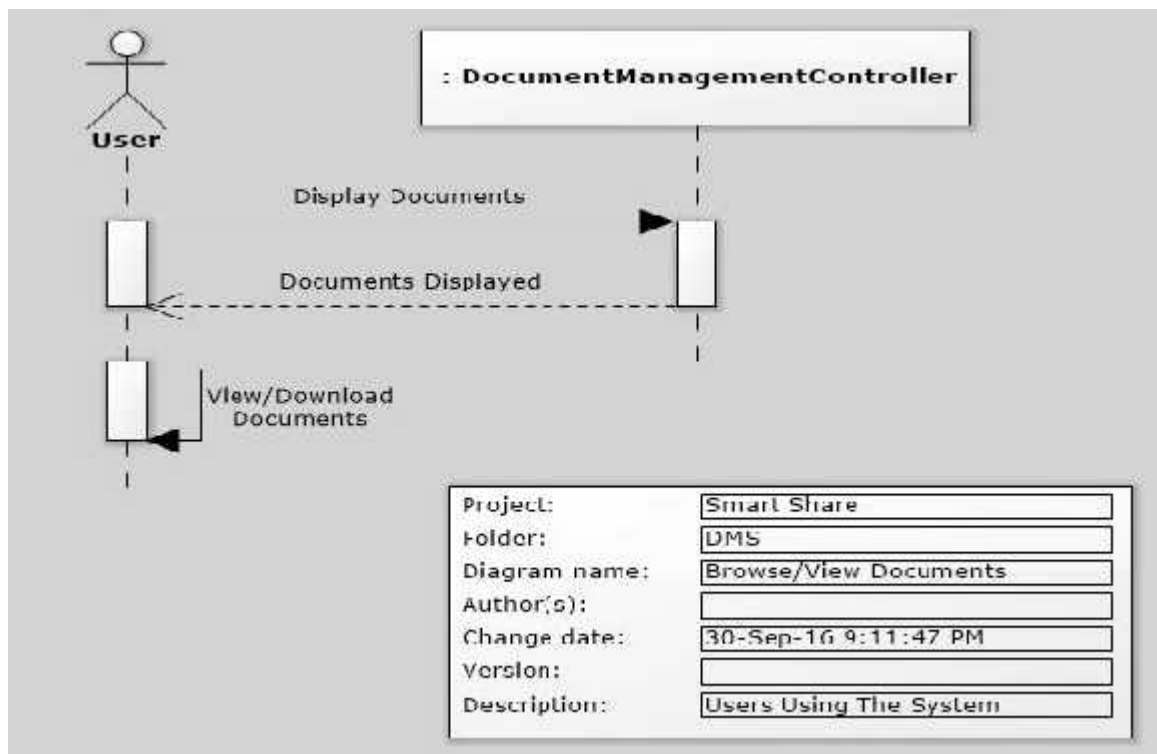 : DocumentManagementController
User
Display Documents
Documents Displayed
View/Download
Documents
Project: Smart Share
Folder: DMS
Diagram name: Browse/View Documents
Author(s):
Change date: 30-Sep-16 9:11:47 PM
Version:
Description: Users Using The System